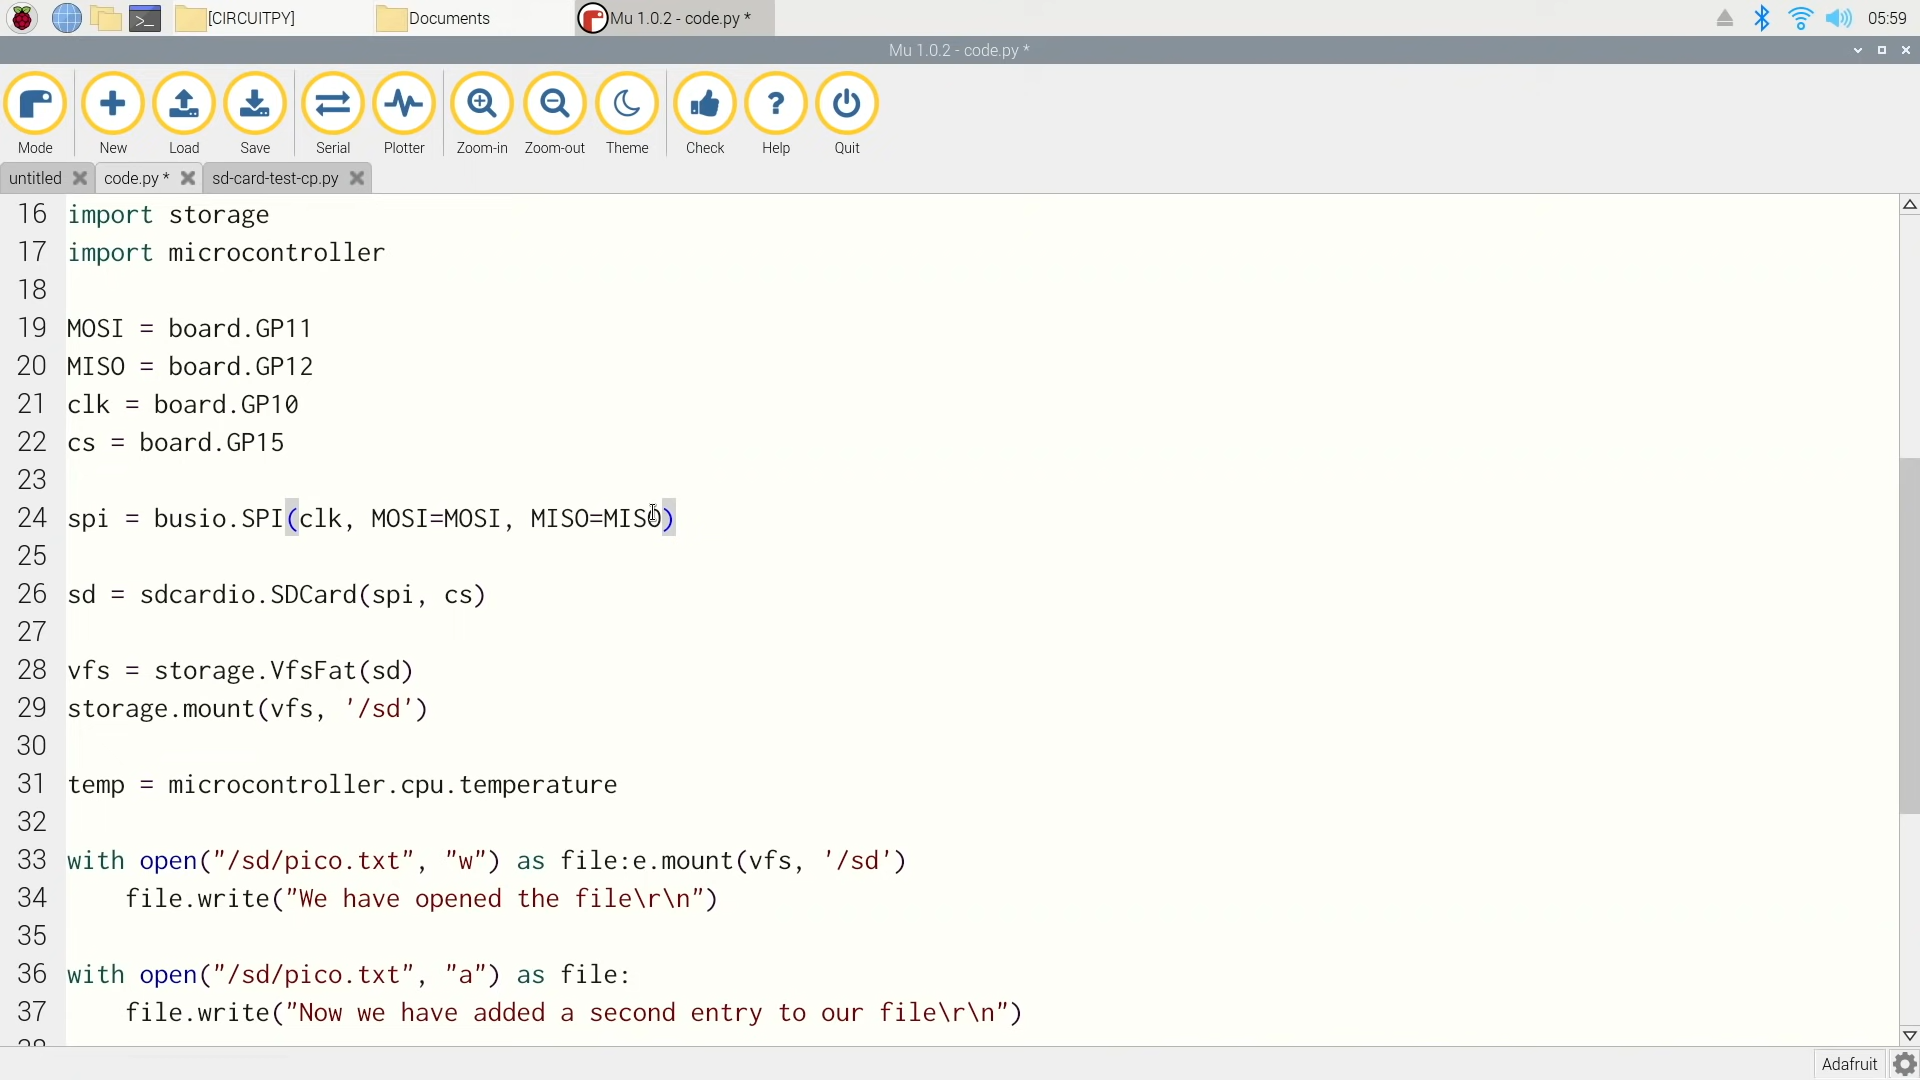 [CIRCUITPY] Documents Mu 1.0.2 - code.py * 05:59
Mu 1.0.2 - code.py *
Mode New Load Save Serial Plotter Zoom-in Zoom-out Theme Check Help Quit
untitled code.py * sd-card-test-cp.py
16 import storage
17 import microcontroller
18
19 MOSI = board.GP11
20 MISO = board.GP12
21 clk = board.GP10
22 cs = board.GP15
23
24 spi = busio.SPI(clk, MOSI=MOSI, MISO=MISO)
25
26 sd = sdcardio.SDCard(spi, cs)
27
28 vfs = storage.VfsFat(sd)
29 storage.mount(vfs, '/sd')
30
31 temp = microcontroller.cpu.temperature
32
33 with open("/sd/pico.txt", "w") as file:e.mount(vfs, '/sd')
34     file.write("We have opened the file\r\n")
35
36 with open("/sd/pico.txt", "a") as file:
37     file.write("Now we have added a second entry to our file\r\n")
Adafruit